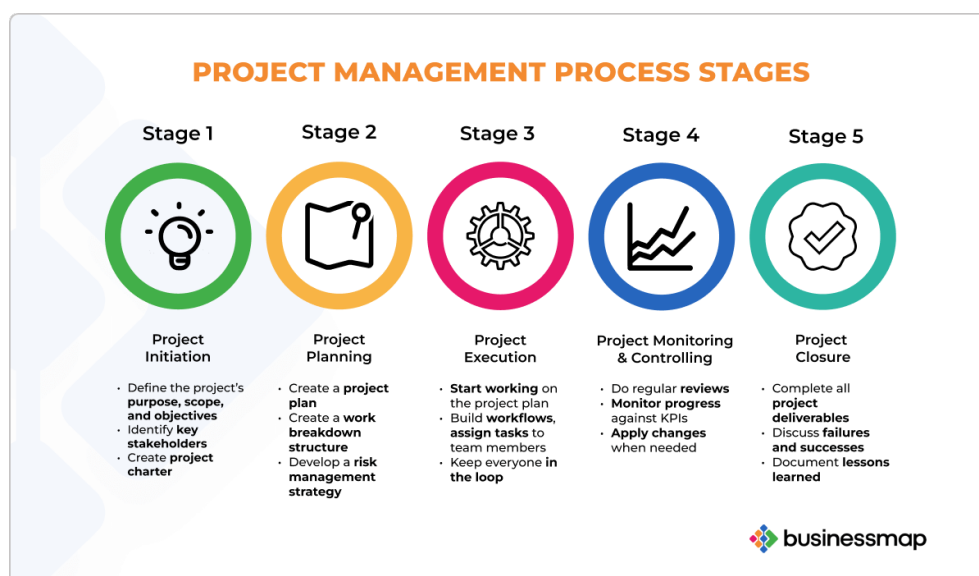 PROJECT MANAGEMENT PROCESS STAGES
Stage 1
Project
Initiation
• Define the project's
purpose, scope,
and objectives
• Identify key
stakeholders
• Create project
charter
Stage 2
Project
Planning
• Create a project
plan
• Create a work
breakdown
structure
• Develop a risk
management
strategy
Stage 3
Project
Execution
• Start working on
the project plan
• Build workflows,
assign tasks to
team members
• Keep everyone in
the loop
Stage 4
Project Monitoring
& Controlling
• Do regular reviews
• Monitor progress
against KPIs
• Apply changes
when needed
Stage 5
Project
Closure
• Complete all
project
deliverables
• Discuss failures
and successes
• Document lessons
learned
businessmap